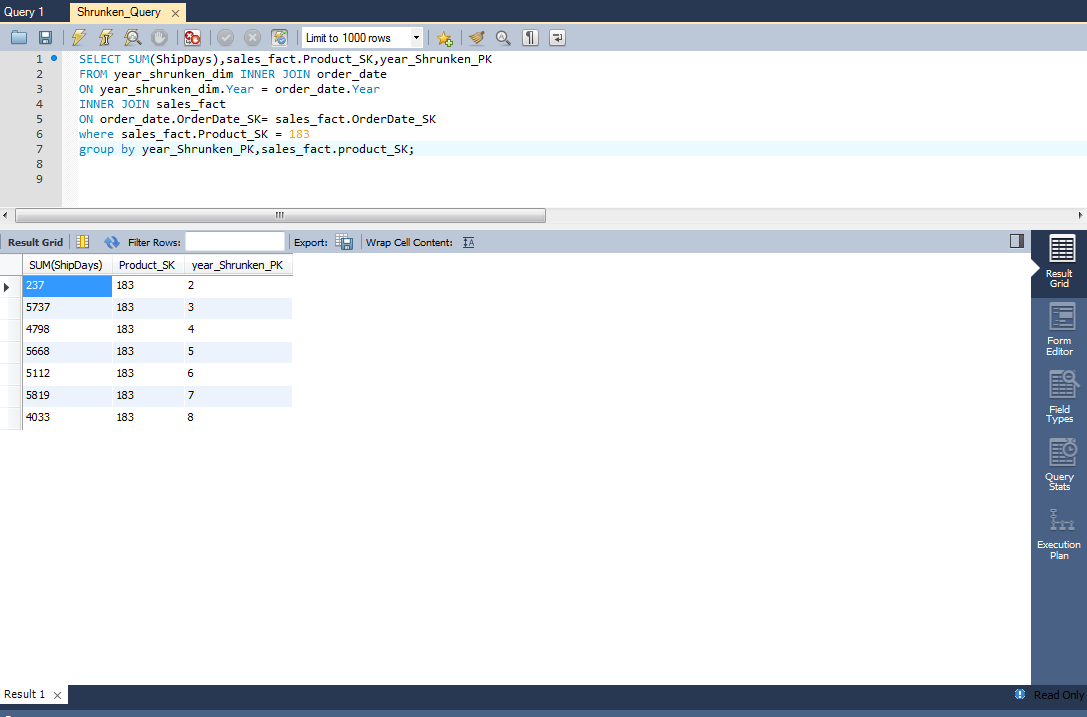 Query 1 Shrunken_Query
Limit to 1000 rows
1 SELECT SUM(ShipDays),sales_fact.Product_SK,year_Shrunken_PK
2 FROM year_shrunken_dim INNER JOIN order_date
3 ON year_shrunken_dim.Year = order_date.Year
4 INNER JOIN sales_fact
5 ON order_date.OrderDate_SK= sales_fact.OrderDate_SK
6 where sales_fact.Product_SK = 183
7 group by year_Shrunken_PK,sales_fact.product_SK;
8
9
Result Grid Filter Rows: Export: Wrap Cell Content:
SUM(ShipDays) Product_SK year_Shrunken_PK
237 183 2
5737 183 3
4798 183 4
5668 183 5
5112 183 6
5819 183 7
4033 183 8
Result
Grid
Form
Editor
Field
Types
Query
Stats
Execution
Plan
Result 1 Read Only